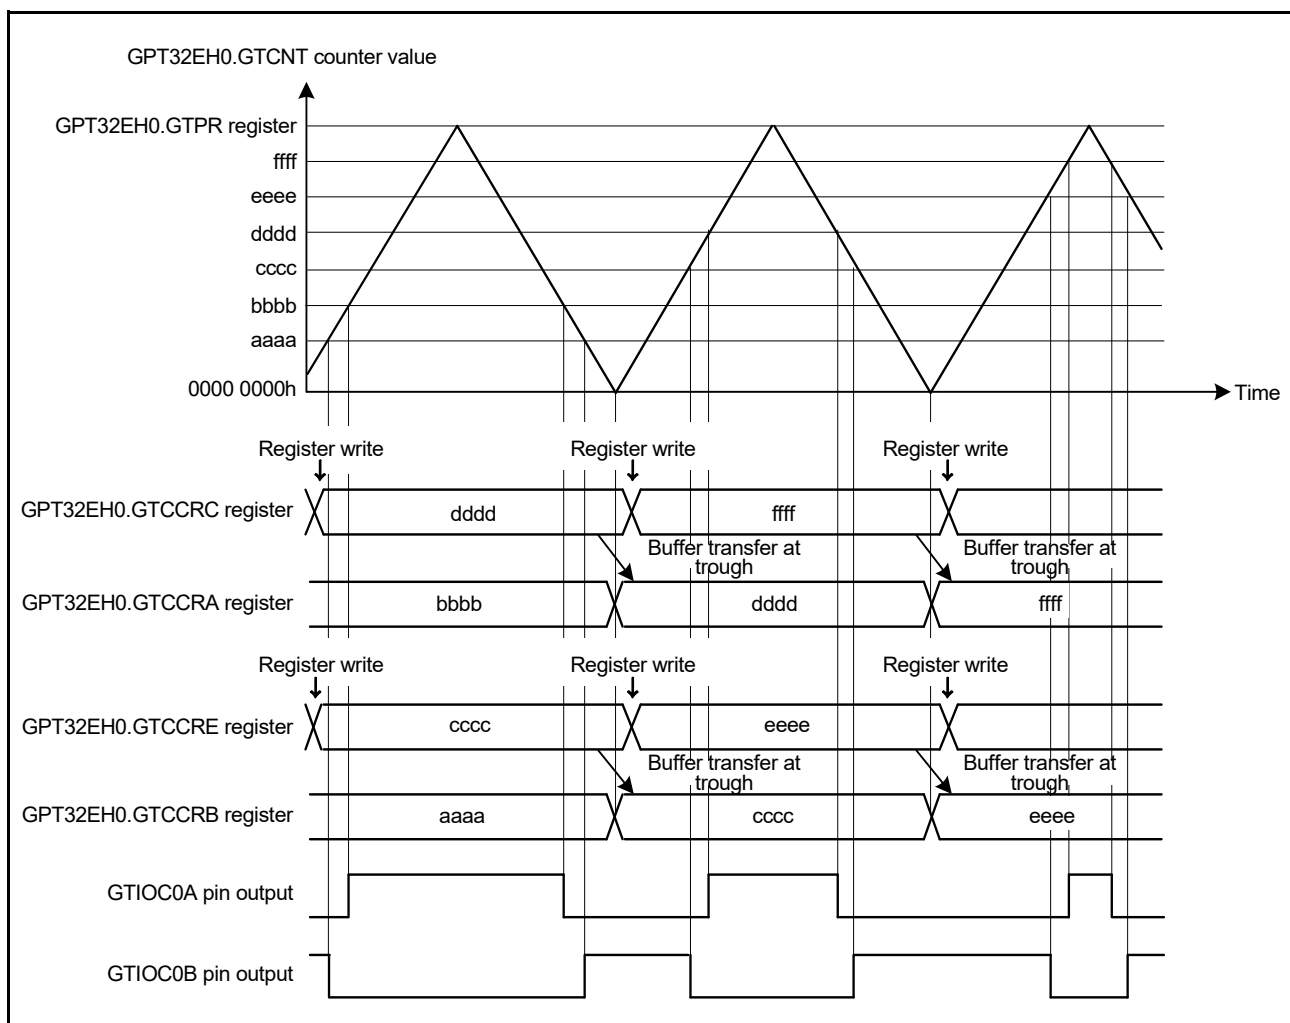 GPT32EH0.GTCNT counter value
GPT32EH0.GTPR register
ffff
eeee
dddd
cccc
bbbb
aaaa
0000 0000h
Time
Register write Register write Register write
GPT32EH0.GTCCRC register dddd ffff
Buffer transfer at trough Buffer transfer at trough
GPT32EH0.GTCCRA register bbbb dddd ffff
Register write Register write Register write
GPT32EH0.GTCCRE register cccc eeee
Buffer transfer at trough Buffer transfer at trough
GPT32EH0.GTCCRB register aaaa cccc eeee
GTIOC0A pin output
GTIOC0B pin output